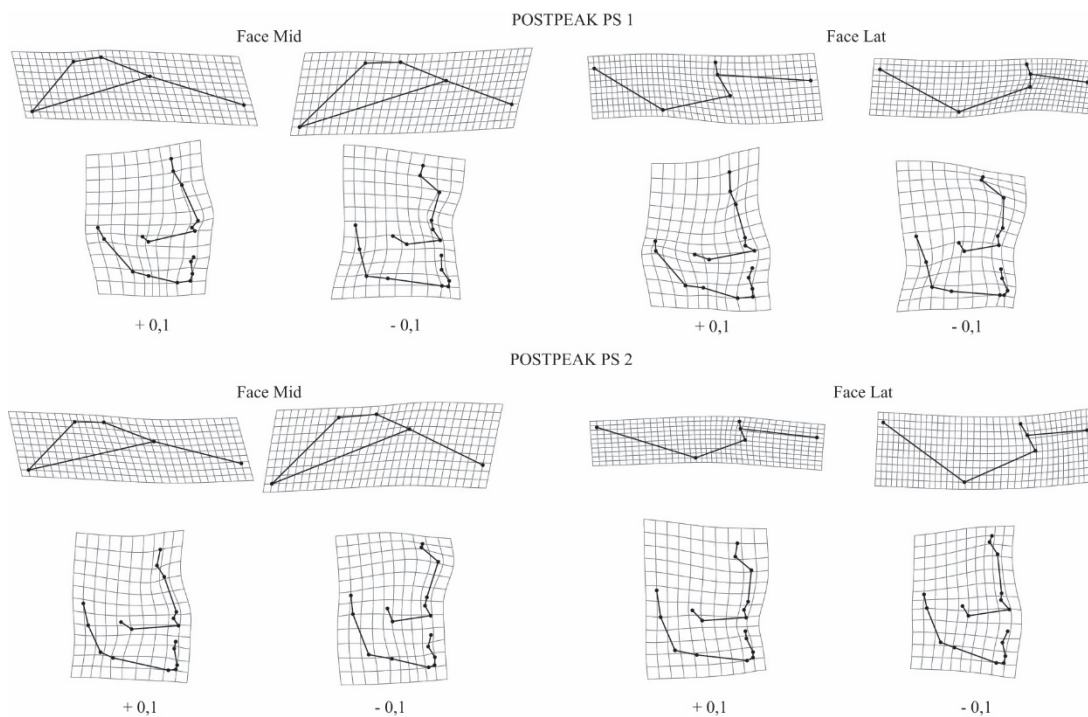 POSTPEAK PS 1
Face Mid
Face Lat
+ 0,1
- 0,1
+ 0,1
- 0,1
POSTPEAK PS 2
Face Mid
Face Lat
+ 0,1
- 0,1
+ 0,1
- 0,1